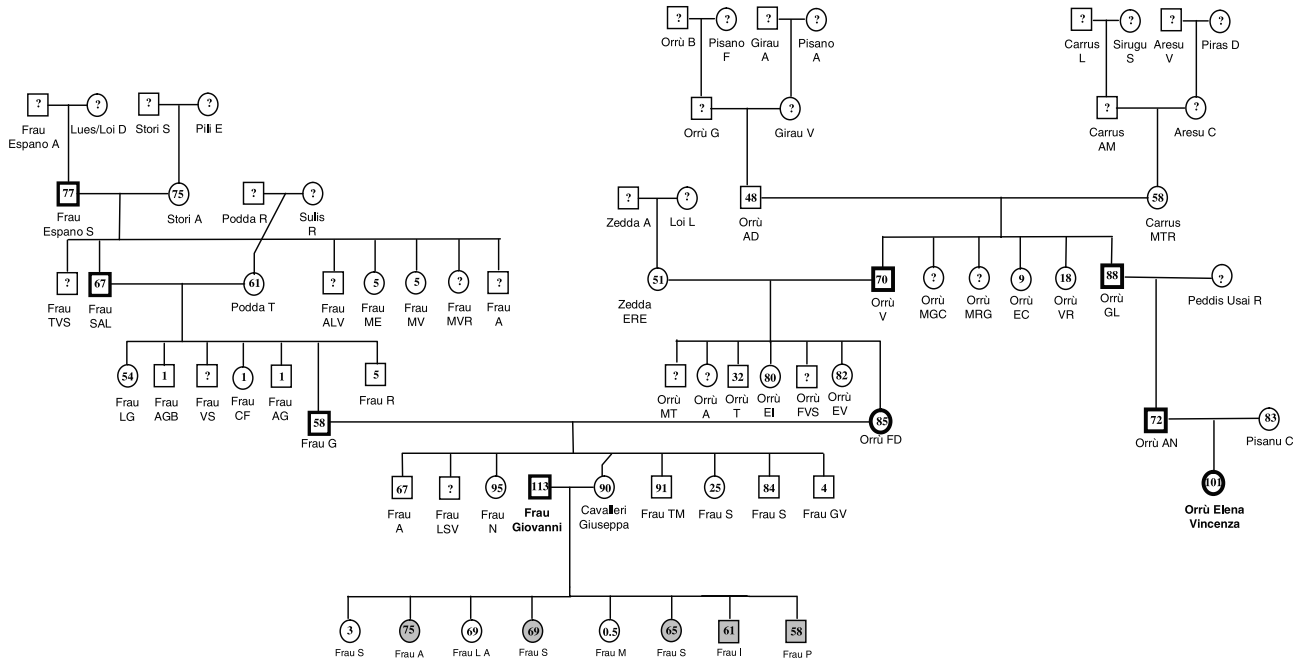 ? ? ? ? ? ? ? ?
Orrù B Pisano Girau Pisano Carrus Sirugu Aresu Piras D
F A A L S V
? ? ? ? ? ? ? ?
Frau Lues/Loi D Stori S Pili E Orrù G Girau V Carrus Aresu C
Espano A AM
77 75 ? ? ? ? 48 58
Frau Stori A Podda R Sulis Zedda A Loi L Orrù Carrus
Espano S R AD MTR
? 67 61 ? 5 5 ? ? 51 70 ? ? 9 18 88 ?
Frau Frau Podda T Frau Frau Frau Frau Frau Zedda Orrù Orrù Orrù Orrù Orrù Orrù Peddis Usai R
TVS SAL ALV ME MV MVR A ERE V MGC MRG EC VR GL
54 1 ? 1 1 5 ? ? 32 80 ? 82
Frau Frau Frau Frau Frau Frau R Orrù Orrù Orrù Orrù Orrù Orrù
LG AGB VS CF AG MT A T EI FVS EV
58 85 72 83
Frau G Orrù FD Orrù AN Pisanu C
67 ? 95 113 90 91 25 84 4 101
Frau Frau Frau Frau Cavalleri Frau TM Frau S Frau S Frau GV Orrù Elena
A LSV N Giovanni Giuseppa Vincenza
3 75 69 69 0.5 65 61 58
Frau S Frau A Frau L A Frau S Frau M Frau S Frau I Frau P